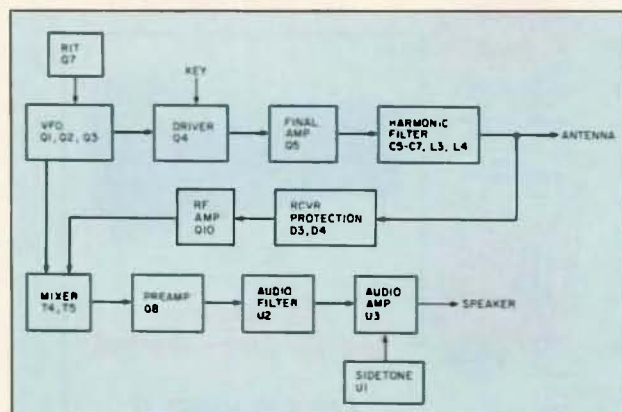 RIT
Q7
KEY
VFO
Q1, Q2, Q3
DRIVER
Q4
FINAL
AMP
Q5
HARMONIC
FILTER
C5-C7, L3, L4
ANTENNA
RF
AMP
Q10
RCVR
PROTECTION
D3, D4
MIXER
T4, T5
PREAMP
Q8
AUDIO
FILTER
U2
AUDIO
AMP
U3
SPEAKER
SIDETONE
U1